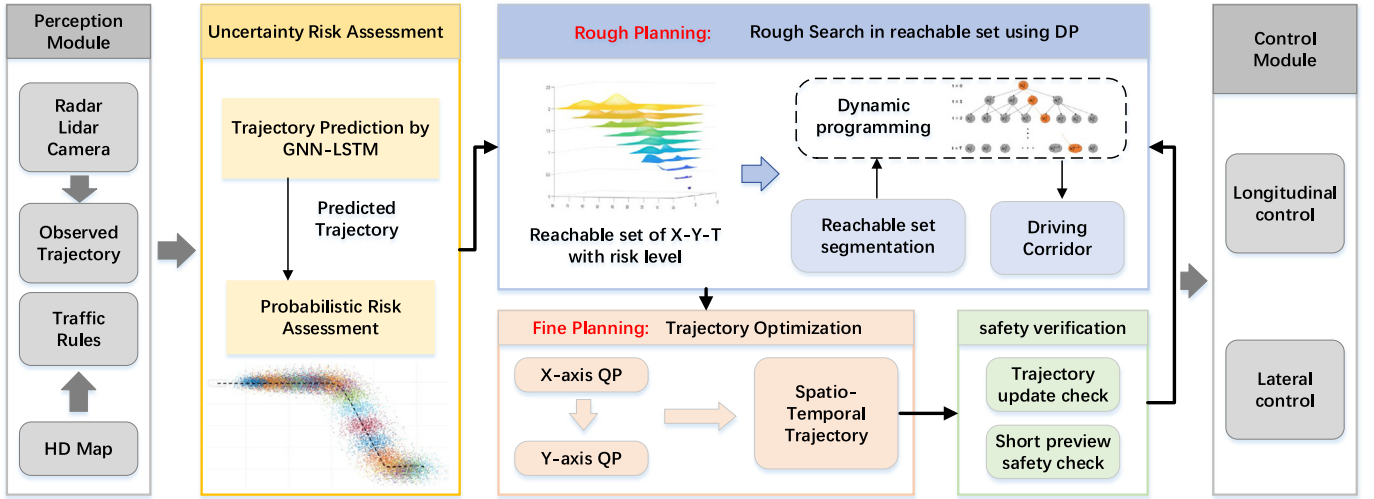 Perception
Module
Radar
Lidar
Camera
Observed
Trajectory
Traffic
Rules
HD Map
Uncertainty Risk Assessment
Trajectory Prediction by
GNN-LSTM
Predicted
Trajectory
Probabilistic Risk
Assessment
Rough Planning: Rough Search in reachable set using DP
Reachable set of X-Y-T
with risk level
Dynamic
programming
Reachable set
segmentation
Driving
Corridor
Fine Planning: Trajectory Optimization
X-axis QP
Y-axis QP
Spatio-
Temporal
Trajectory
safety verification
Trajectory
update check
Short preview
safety check
Control
Module
Longitudinal
control
Lateral
control